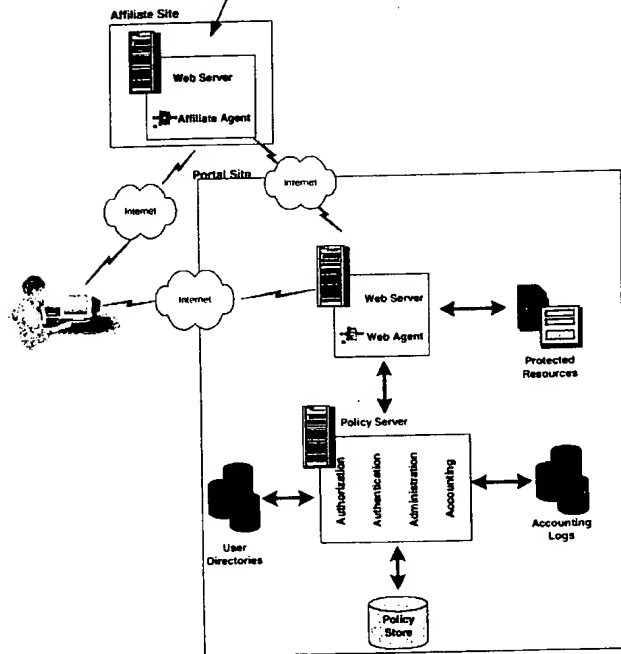 Affiliate Site
Web Server
Affiliate Agent
Portal Site
Internet
Internet
Internet
Web Server
Web Agent
Protected
Resources
Policy Server
Authorization
Authentication
Administration
Accounting
User
Directories
Accounting
Logs
Policy
Store